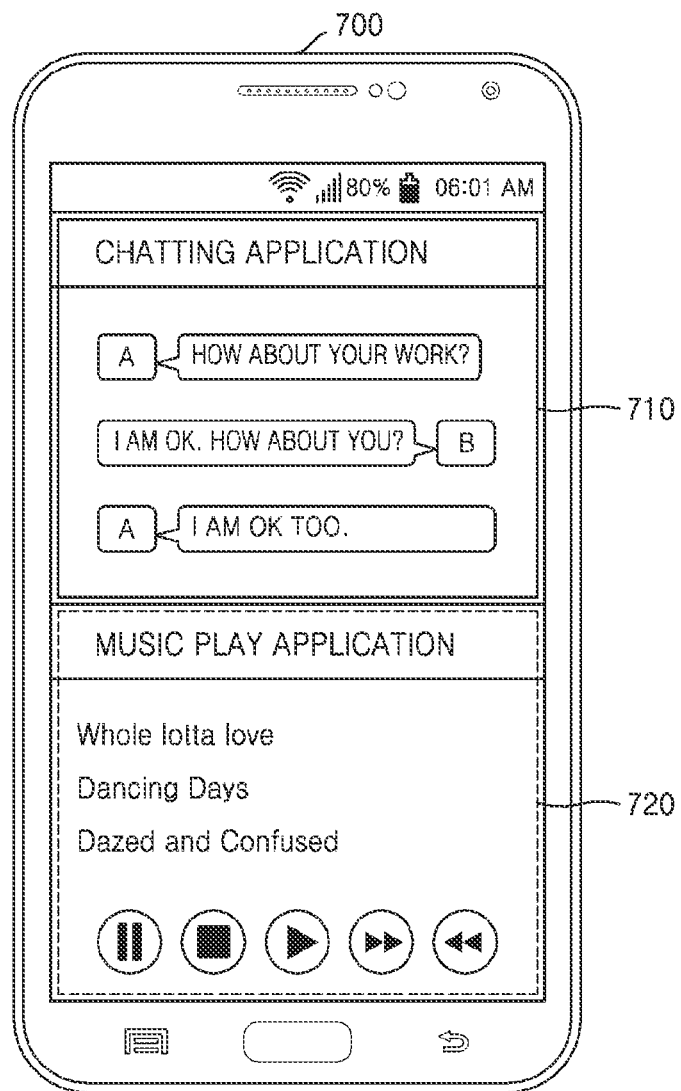 700
80% 06:01 AM
CHATTING APPLICATION
A HOW ABOUT YOUR WORK?
710
I AM OK. HOW ABOUT YOU? B
A I AM OK TOO.
MUSIC PLAY APPLICATION
Whole lotta love
Dancing Days
720
Dazed and Confused